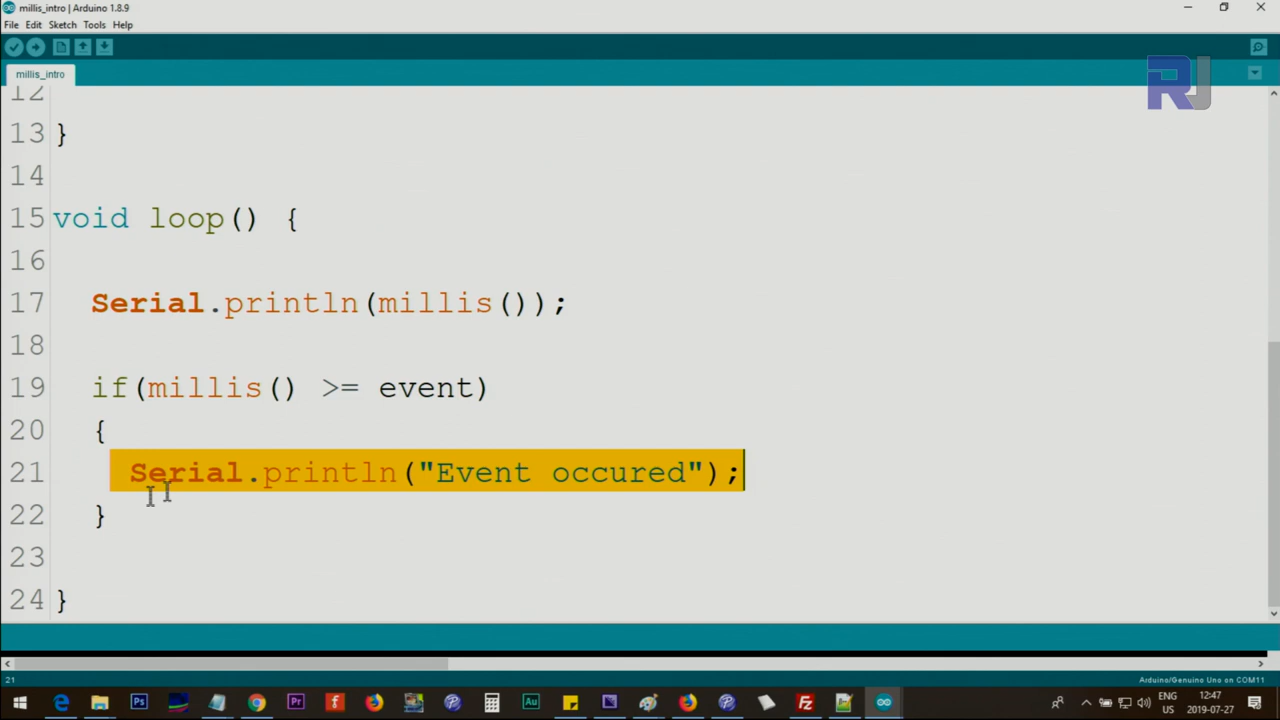 millis_intro | Arduino 1.8.9
File Edit Sketch Tools Help
millis_intro
RJ
12
13 }
14
15 void loop() {
16
17 Serial.println(millis());
18
19 if(millis() >= event)
20 {
21 Serial.println("Event occured");
22 }
23
24 }
21 Arduino/Genuino Uno on COM11
ENG 12:47
US 2019-07-27